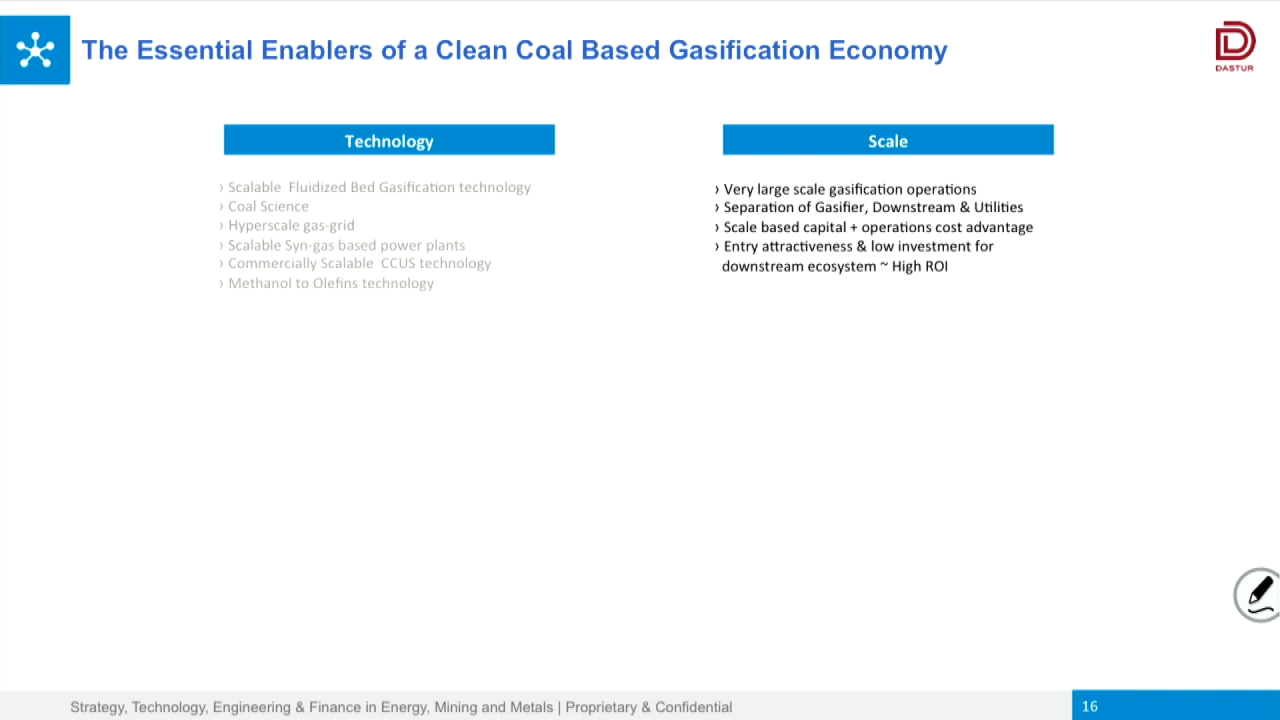 The Essential Enablers of a Clean Coal Based Gasification Economy
DASTUR
Technology
› Scalable  Fluidized Bed Gasification technology
› Coal Science
› Hyperscale gas-grid
› Scalable Syn-gas based power plants
› Commercially Scalable  CCUS technology
› Methanol to Olefins technology
Scale
› Very large scale gasification operations
› Separation of Gasifier, Downstream & Utilities
› Scale based capital + operations cost advantage
› Entry attractiveness & low investment for
downstream ecosystem ~ High ROI
Strategy, Technology, Engineering & Finance in Energy, Mining and Metals | Proprietary & Confidential
16